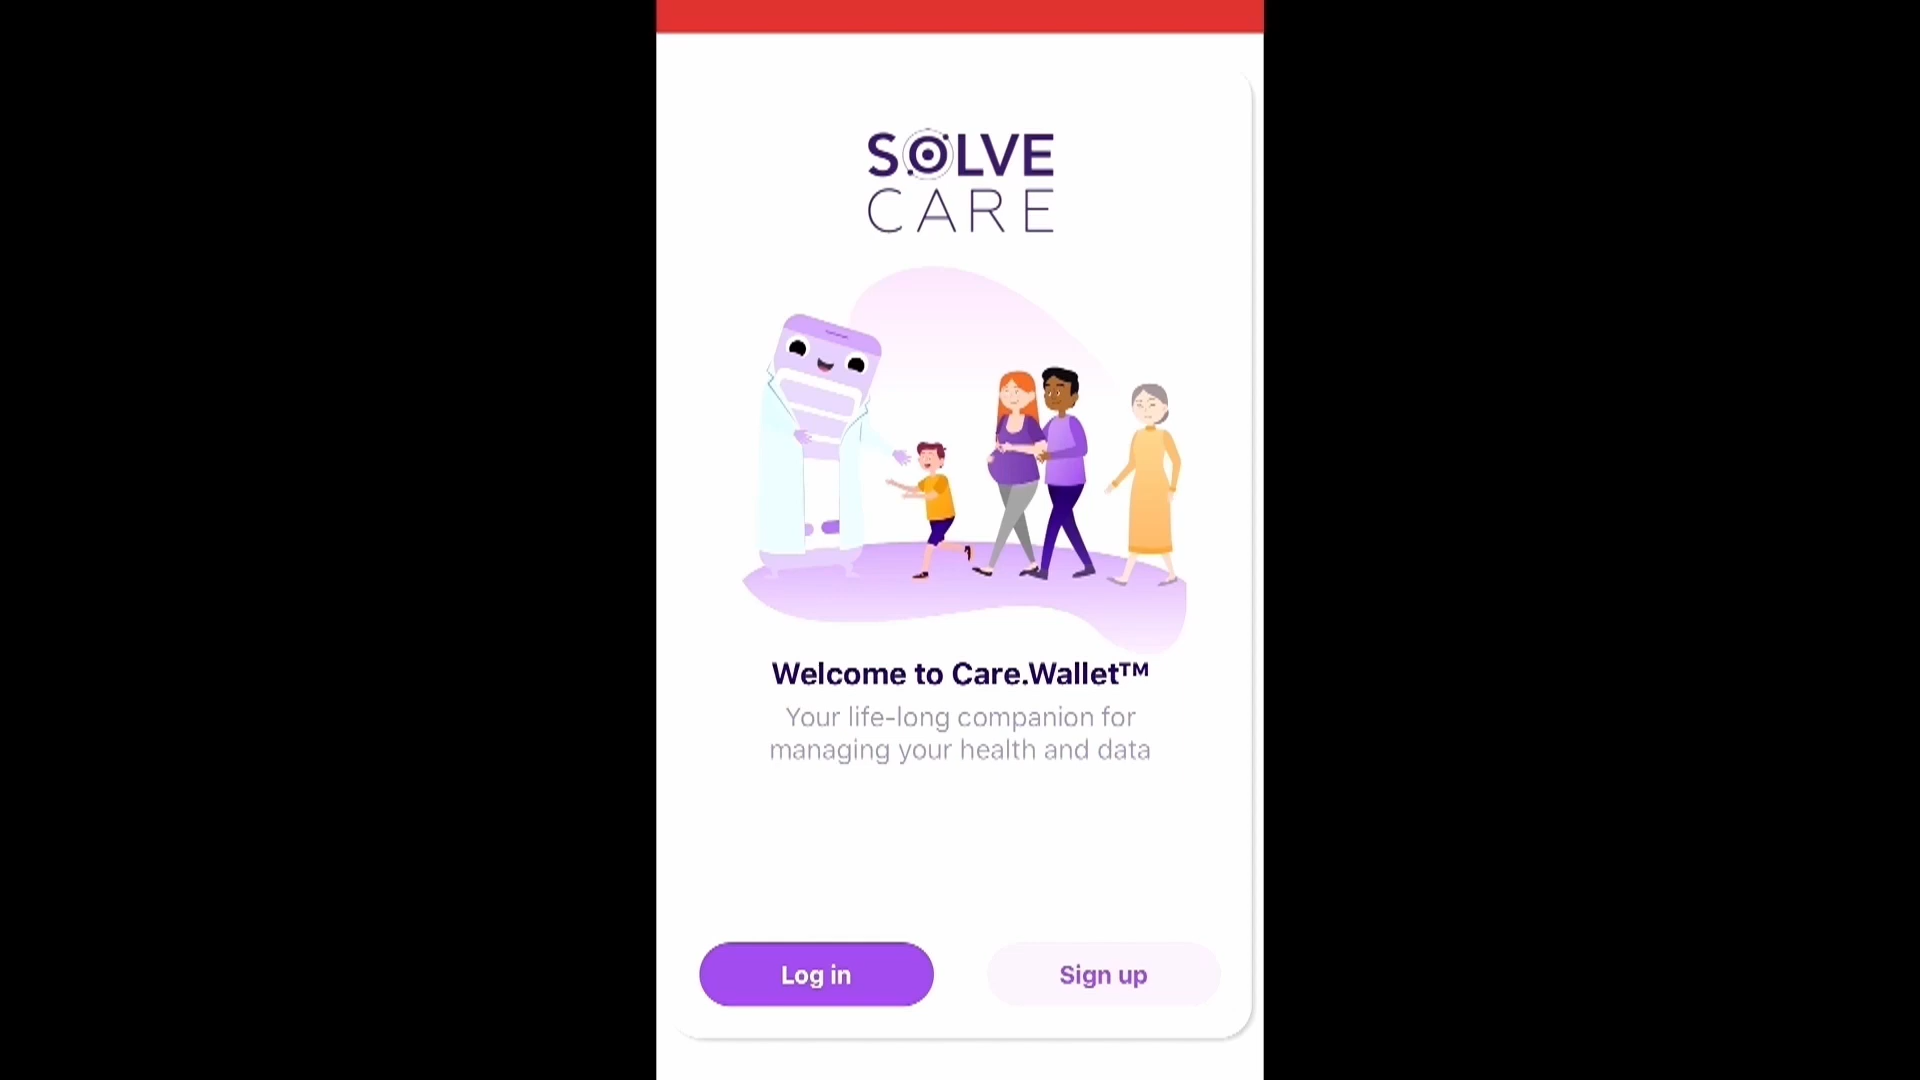 SOLVE
CARE
Welcome to Care.Wallet™
Your life-long companion for
managing your health and data
Log in
Sign up